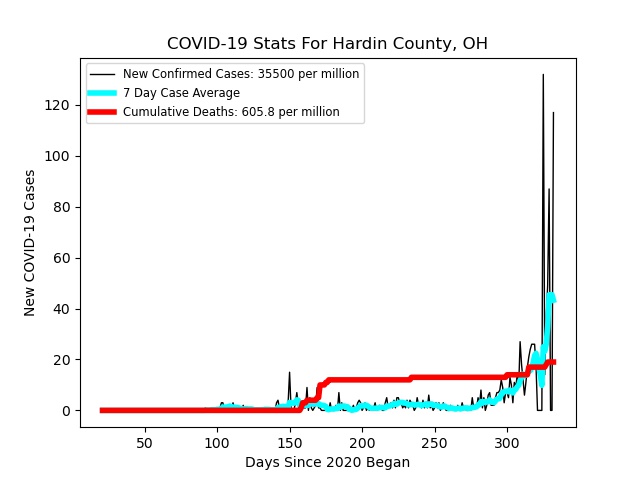 COVID-19 Stats For Hardin County, OH
New Confirmed Cases: 35500 per million
7 Day Case Average
Cumulative Deaths: 605.8 per million
New COVID-19 Cases
120
100
80
60
40
20
0
50 100 150 200 250 300
Days Since 2020 Began